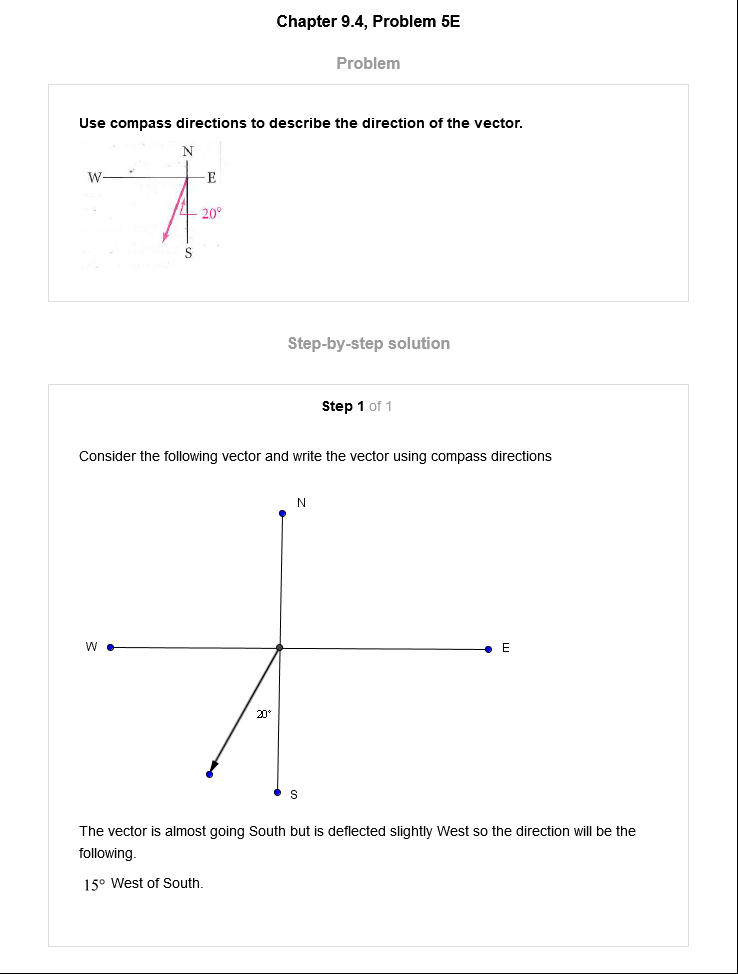 Chapter 9.4, Problem 5E
Problem
Use compass directions to describe the direction of the vector.
N
W
E
20°
S
Step-by-step solution
Step 1 of 1
Consider the following vector and write the vector using compass directions
N
W
E
20°
S
The vector is almost going South but is deflected slightly West so the direction will be the
following.
15° West of South.